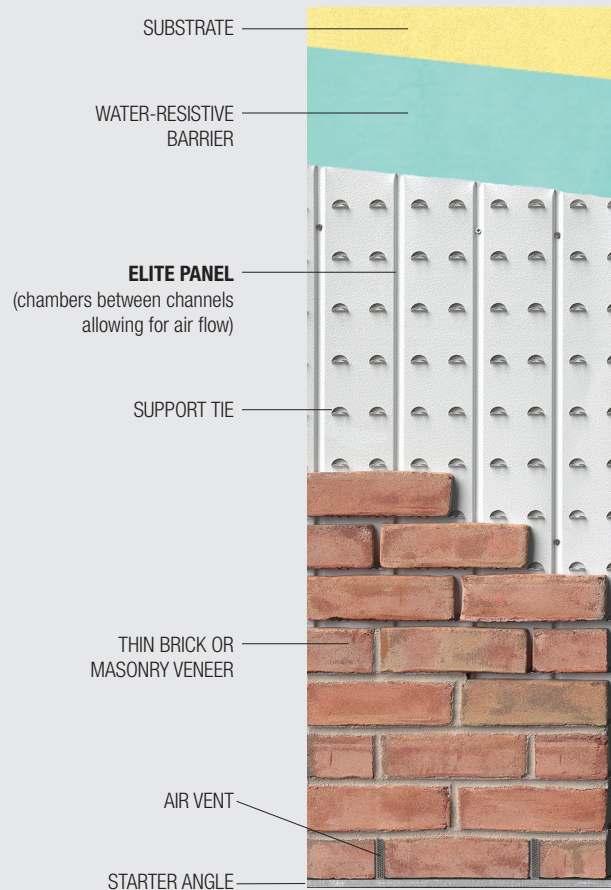 SUBSTRATE
WATER-RESISTIVE
BARRIER
ELITE PANEL
(chambers between channels
allowing for air flow)
SUPPORT TIE
THIN BRICK OR
MASONRY VENEER
AIR VENT
STARTER ANGLE